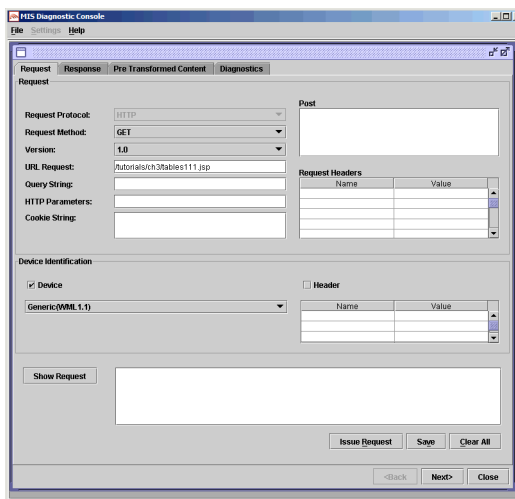 MIS Diagnostic Console
File Settings Help
Request Response Pre Transformed Content Diagnostics
Request
Request Protocol: HTTP
Request Method: GET
Version: 1.0
URL Request: /tutorials/ch3/tables111.jsp
Query String:
HTTP Parameters:
Cookie String:
Post
Request Headers
Name Value
Device Identification
Device
Generic(WML1.1)
Header
Name Value
Show Request
Issue Request Save Clear All
<Back Next> Close